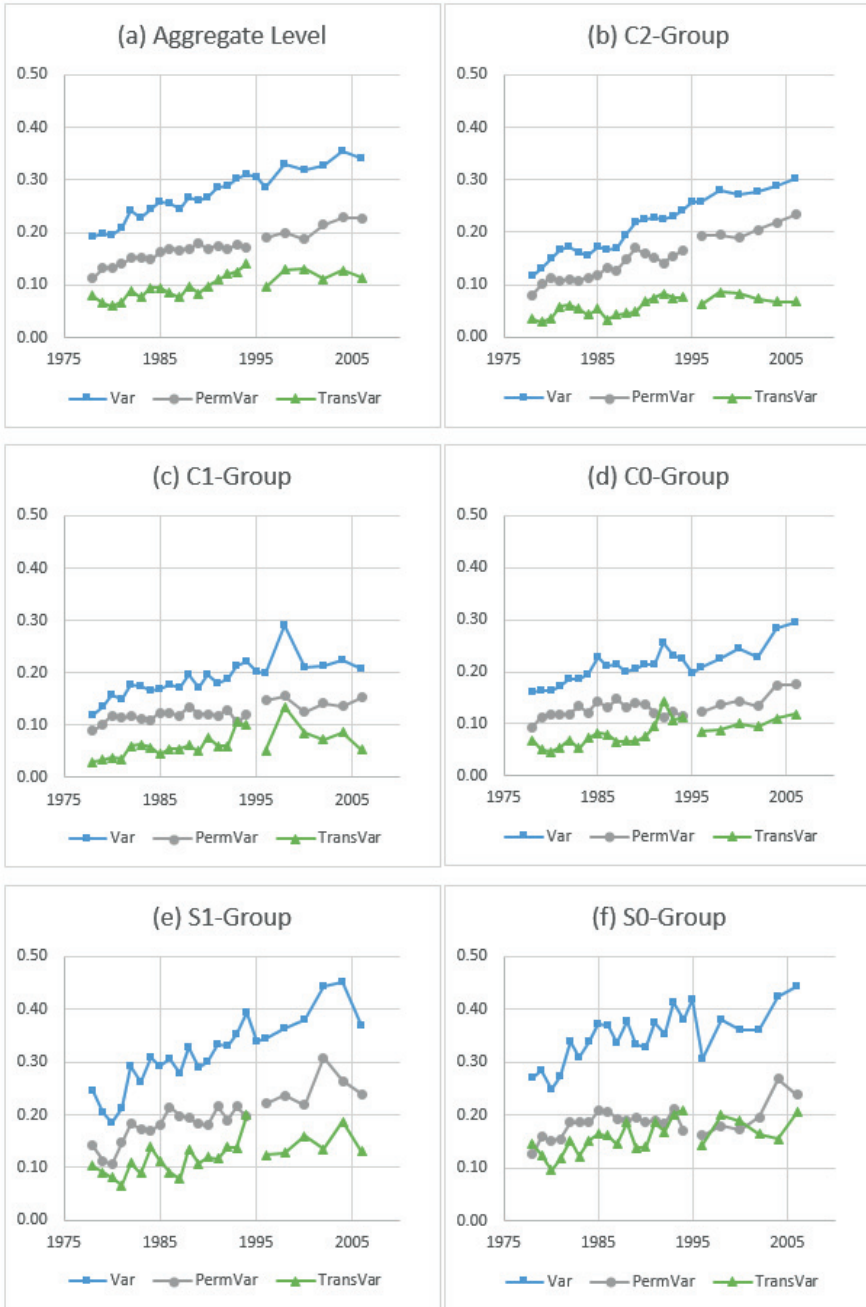 (a) Aggregate Level
0.50
0.40
0.30
0.20
0.10
0.00
1975 1985 1995 2005
Var PermVar TransVar
(b) C2-Group
0.50
0.40
0.30
0.20
0.10
0.00
1975 1985 1995 2005
Var PermVar TransVar
(c) C1-Group
0.50
0.40
0.30
0.20
0.10
0.00
1975 1985 1995 2005
Var PermVar TransVar
(d) C0-Group
0.50
0.40
0.30
0.20
0.10
0.00
1975 1985 1995 2005
Var PermVar TransVar
(e) S1-Group
0.50
0.40
0.30
0.20
0.10
0.00
1975 1985 1995 2005
Var PermVar TransVar
(f) S0-Group
0.50
0.40
0.30
0.20
0.10
0.00
1975 1985 1995 2005
Var PermVar TransVar